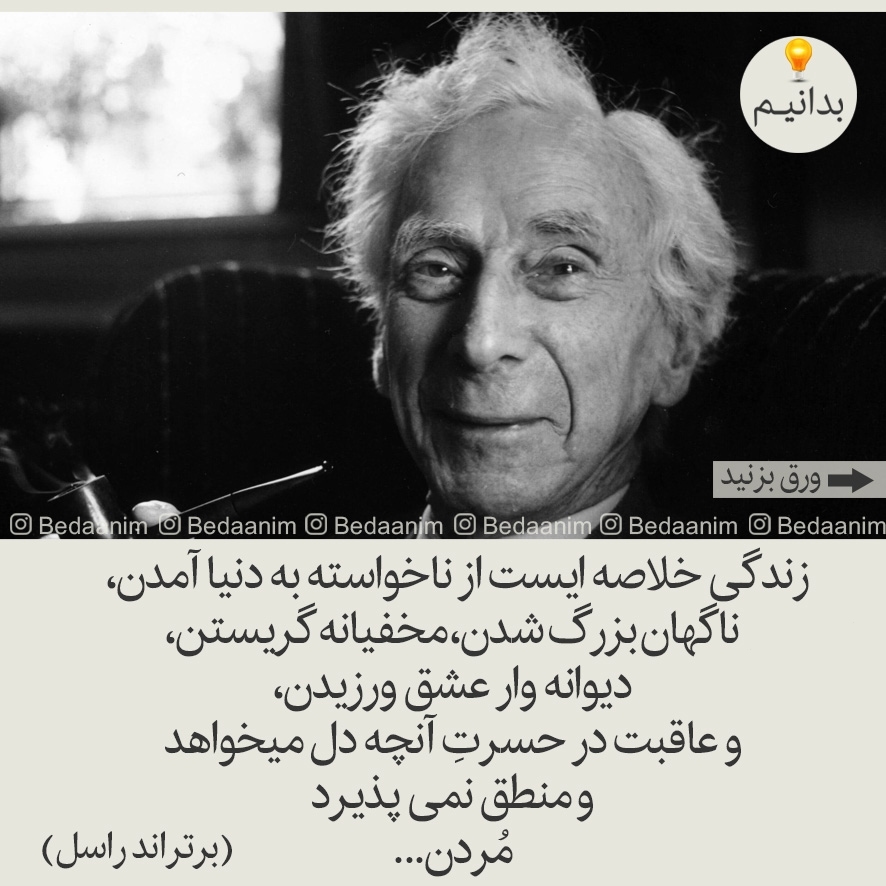 بدانیم
ورق بزنید
Bedaanim Bedaanim Bedaanim Bedaanim Bedaanim Bedaanim
زندگی خلاصه ایست از ناخواسته به دنیا آمدن،
ناگهان بزرگ شدن،مخفیانه گریستن،
دیوانه وار عشق ورزیدن،
و عاقبت در حسرتِ آنچه دل میخواهد
و منطق نمی پذیرد
مُردن...
(برتراند راسل)